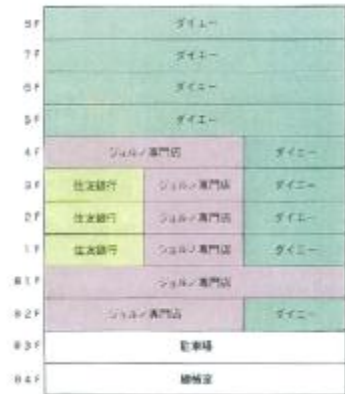 8F ダイエー
7F ダイエー
6F ダイエー
5F ダイエー
4F ジョルノ専門店 ダイエー
3F 住友銀行 ジョルノ専門店 ダイエー
2F 住友銀行 ジョルノ専門店 ダイエー
1F 住友銀行 ジョルノ専門店 ダイエー
B1F ジョルノ専門店
B2F ジョルノ専門店 ダイエー
B3F 駐車場
B4F 機械室